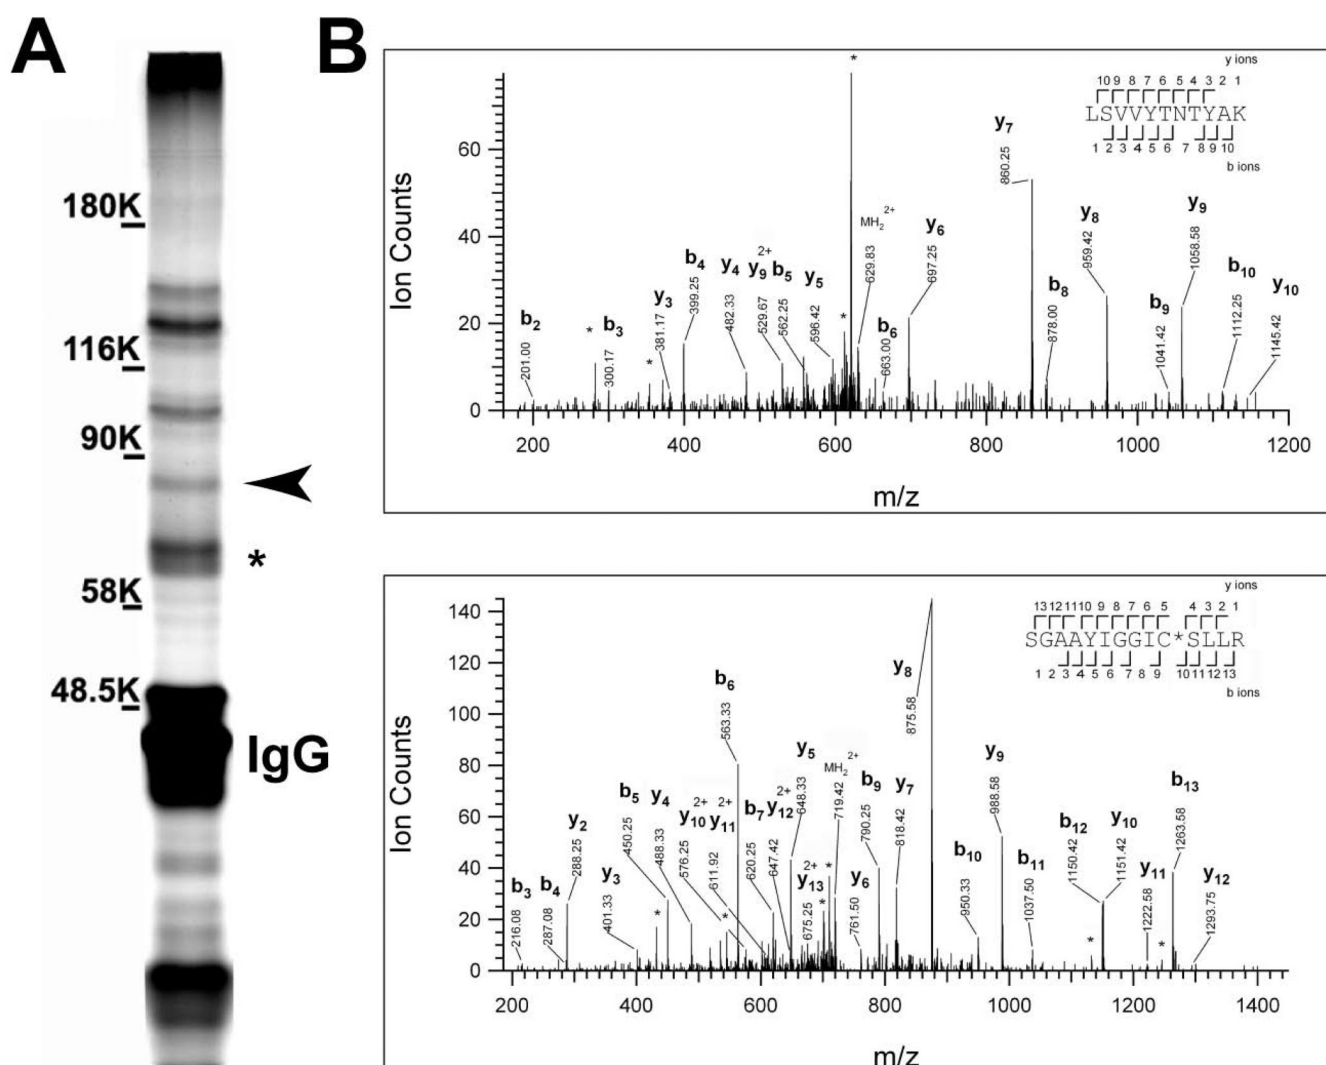 A
180K
116K
90K
*
58K
48.5K
IgG
B
*
y ions
10 9 8 7 6 5 4 3 2 1
LSVVYTNTYAK
1 2 3 4 5 6 7 8 9 10
b ions
Ion Counts
60
40
20
0
b2
201.00
*
b3
300.17
*
y3
381.17
b4
399.25
y4
482.33
y9 2+
529.67
b5
562.25
y5
596.42
*
MH2 2+
629.83
b6
663.00
y6
697.25
y7
860.25
b8
878.00
y8
959.42
b9
1041.42
y9
1058.58
b10
1112.25
y10
1145.42
200 400 600 800 1000 1200
m/z
y ions
13 12 11 10 9 8 7 6 5 4 3 2 1
SGAAYIGGIC*SLLR
1 2 3 4 5 6 7 8 9 10 11 12 13
b ions
Ion Counts
140
120
100
80
60
40
20
0
b3
216.08
b4
287.08
y2
288.25
y3
401.33
*
b5
450.25
y4
488.33
y10 2+
576.25
*
y11 2+
611.92
b6
563.33
b7
620.25
y12 2+
647.42
y5
648.33
y13 2+
675.25
*
*
MH2 2+
719.42
y6
761.50
b9
790.25
y7
818.42
y8
875.58
b10
950.33
y9
988.58
b11
1037.50
*
b12
1150.42
y10
1151.42
y11
1222.58
*
b13
1263.58
y12
1293.75
200 400 600 800 1000 1200 1400
m/z